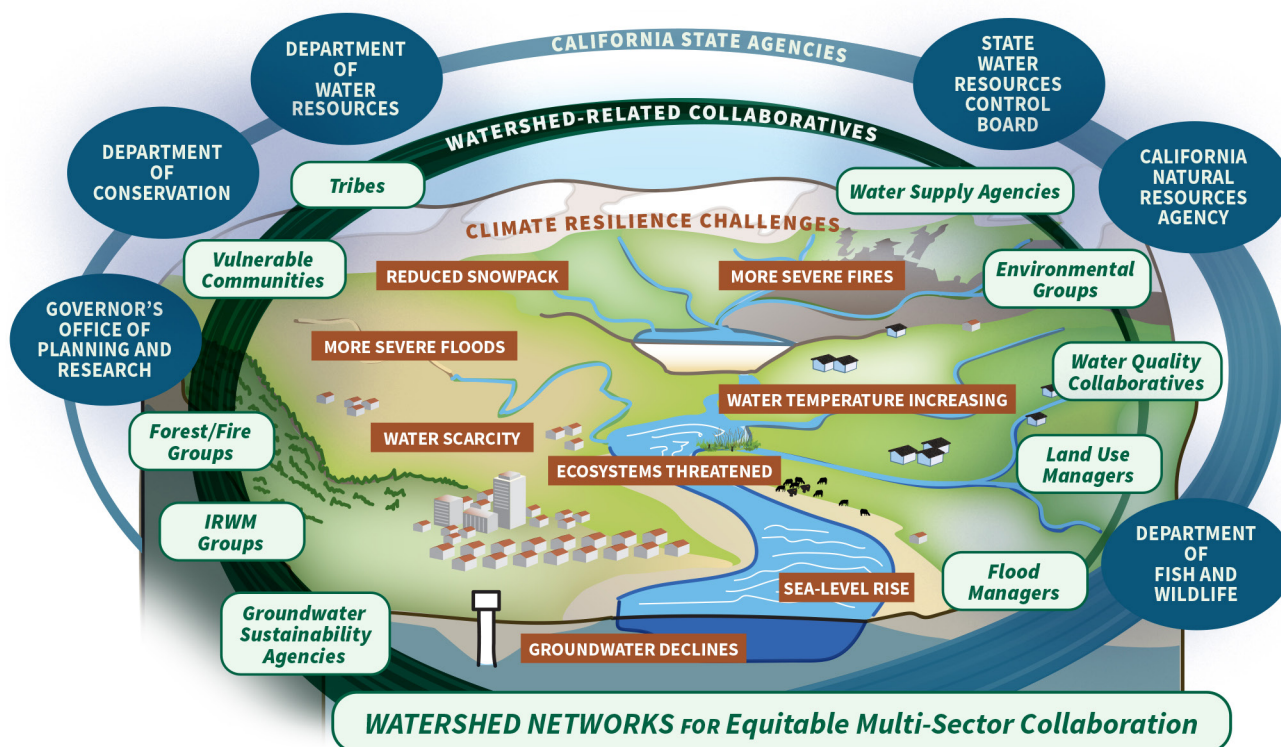 CALIFORNIA STATE AGENCIES
DEPARTMENT
OF
WATER
RESOURCES
STATE
WATER
RESOURCES
CONTROL
BOARD
DEPARTMENT
OF
CONSERVATION
CALIFORNIA
NATURAL
RESOURCES
AGENCY
GOVERNOR'S
OFFICE OF
PLANNING AND
RESEARCH
DEPARTMENT
OF
FISH AND
WILDLIFE
WATERSHED-RELATED COLLABORATIVES
Tribes
Water Supply Agencies
Vulnerable
Communities
Environmental
Groups
Water Quality
Collaboratives
Forest/Fire
Groups
Land Use
Managers
IRWM
Groups
Flood
Managers
Groundwater
Sustainability
Agencies
CLIMATE RESILIENCE CHALLENGES
REDUCED SNOWPACK
MORE SEVERE FIRES
MORE SEVERE FLOODS
WATER TEMPERATURE INCREASING
WATER SCARCITY
ECOSYSTEMS THREATENED
SEA-LEVEL RISE
GROUNDWATER DECLINES
WATERSHED NETWORKS FOR Equitable Multi-Sector Collaboration